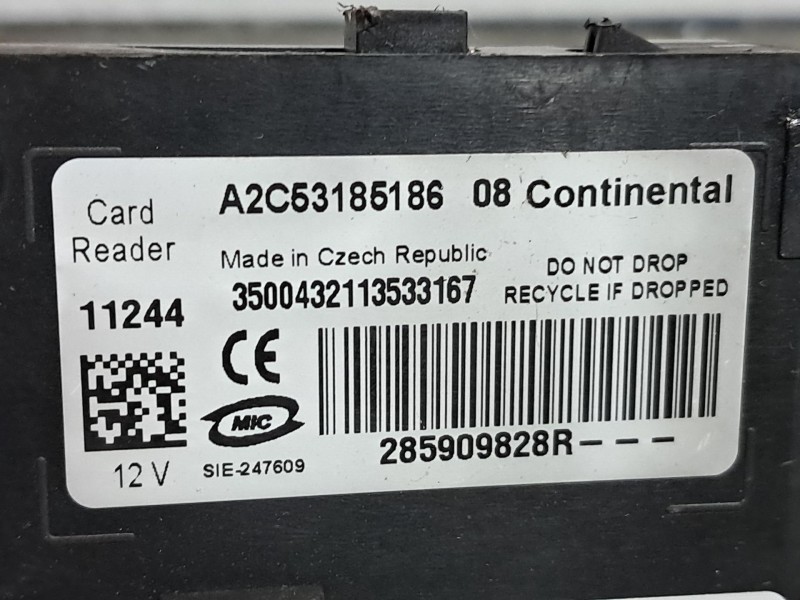 Card
Reader
11244
12 V
A2C53185186 08 Continental
Made in Czech Republic
3500432113533167
DO NOT DROP
RECYCLE IF DROPPED
CE
MIC
SIE-247609
285909828R---